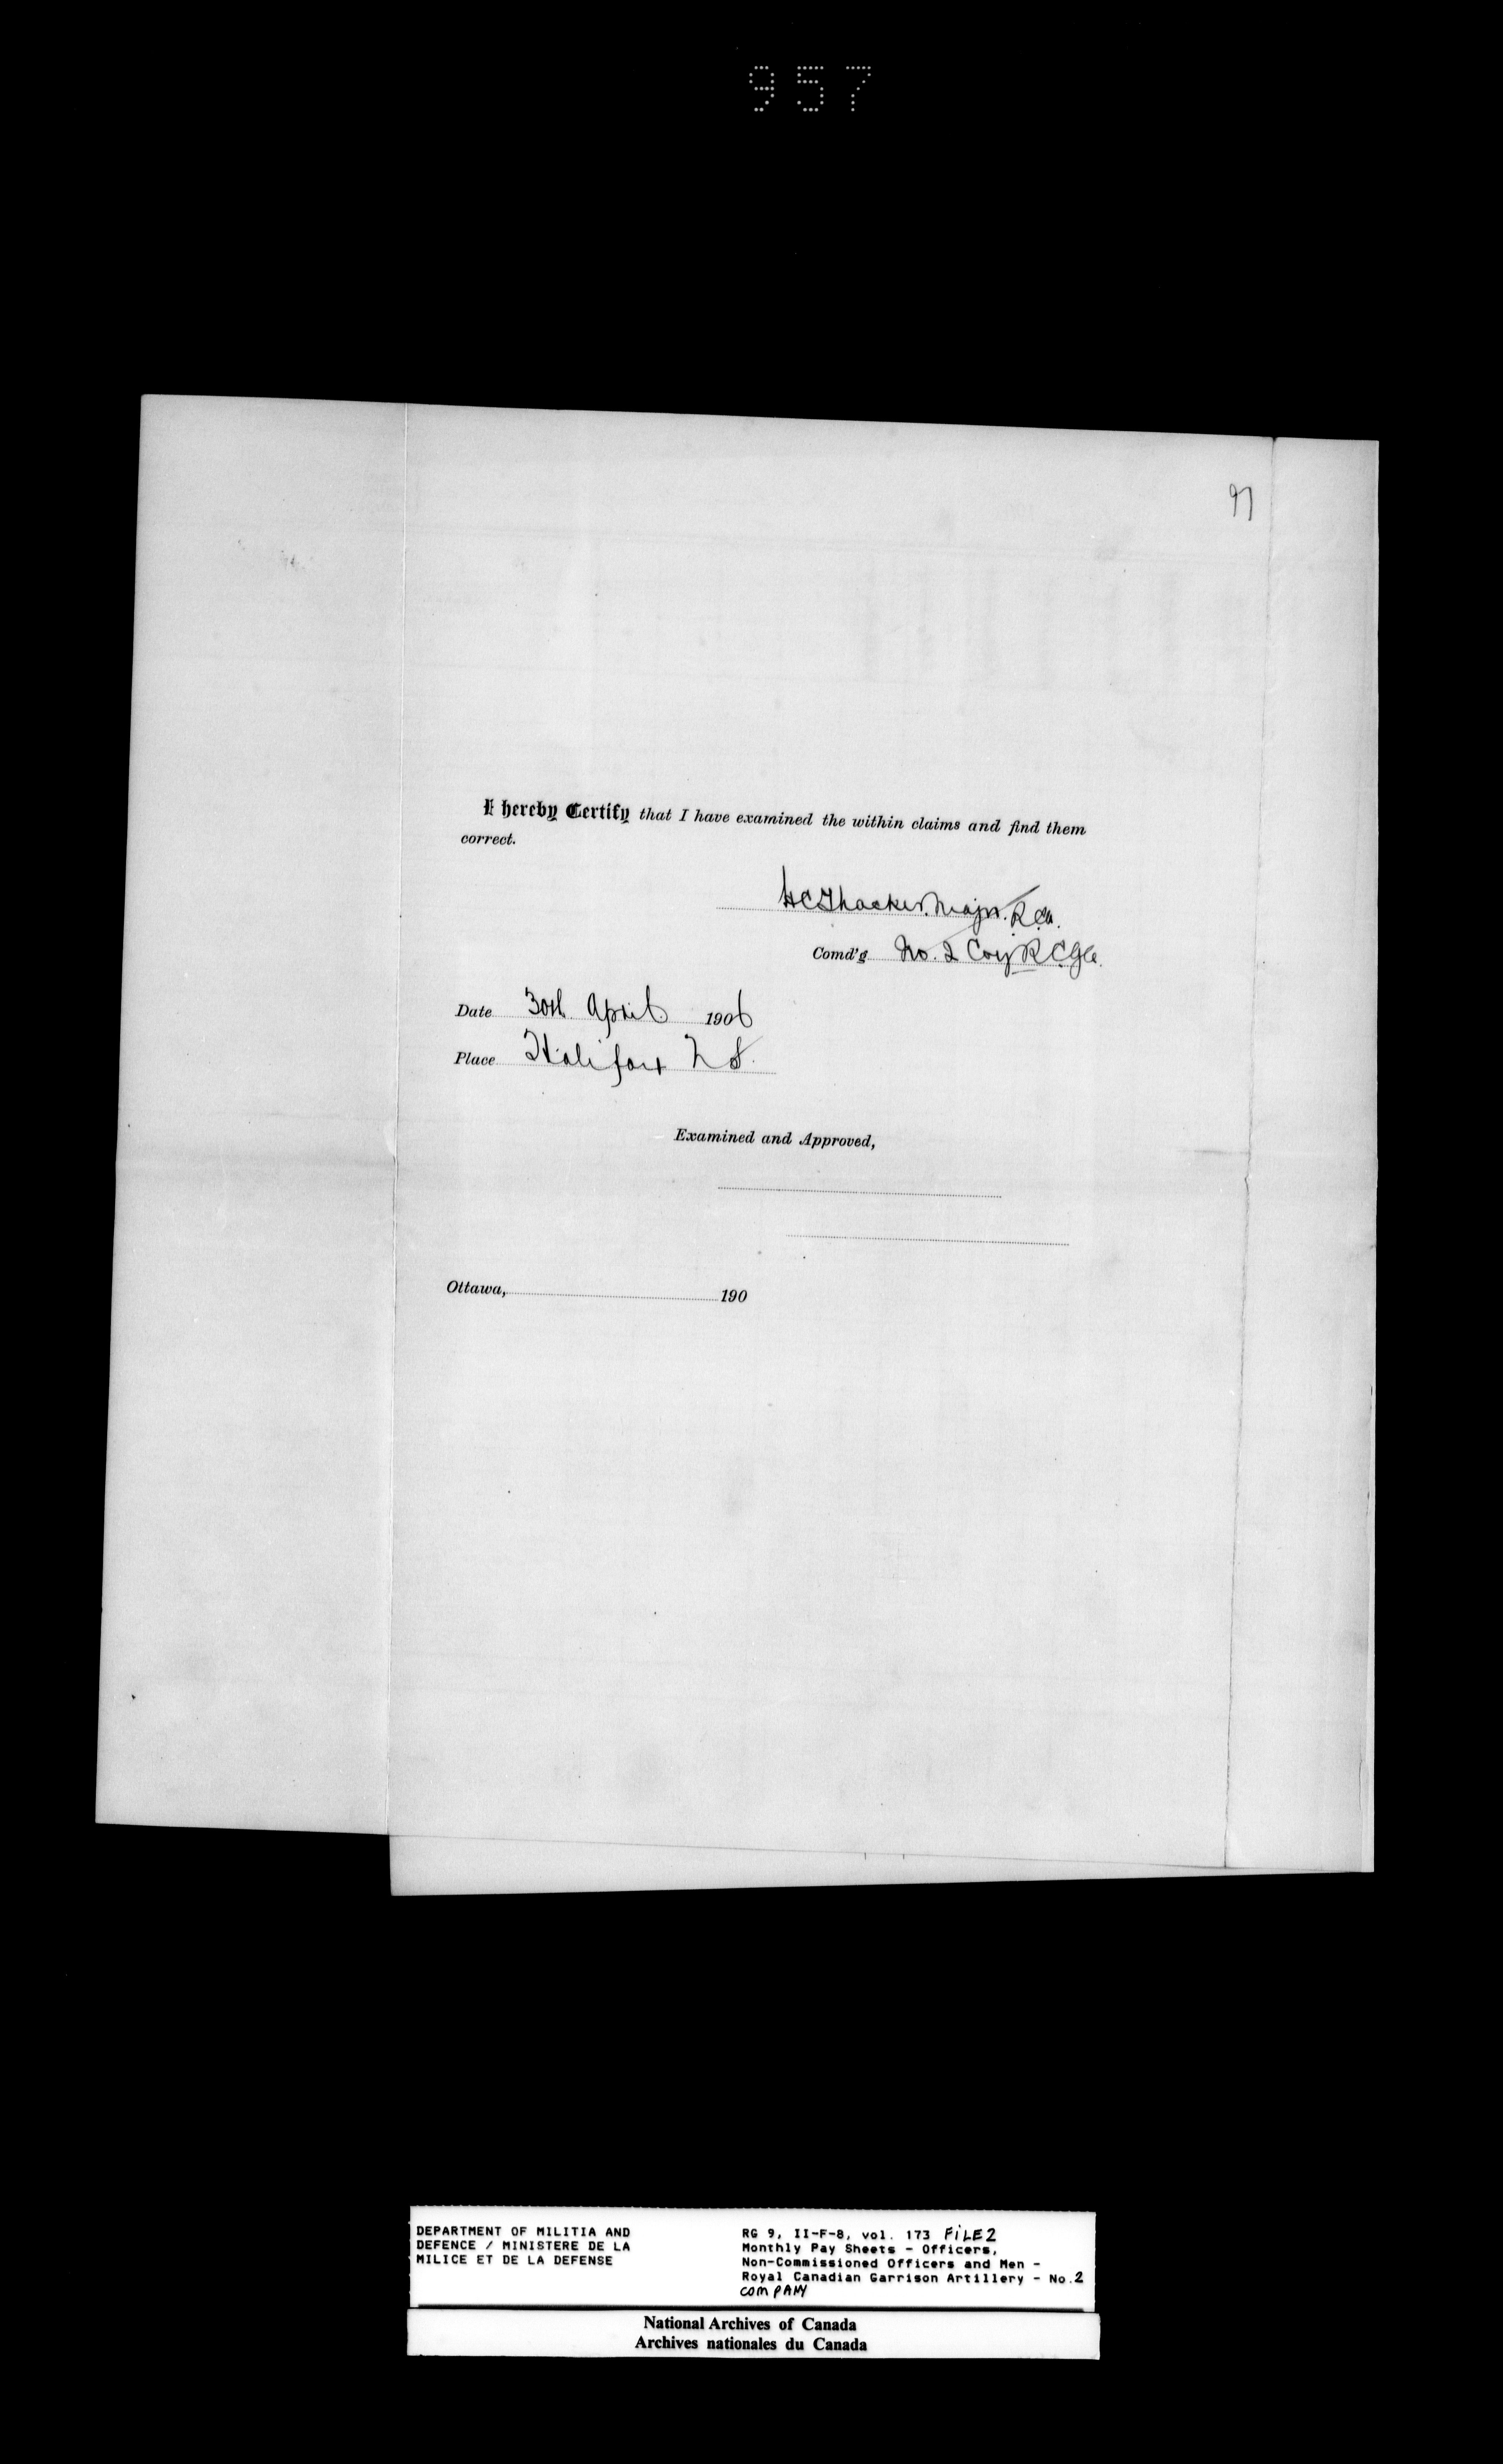 957
97
I hereby Certify that I have examined the within claims and find them
correct.
HC Thacker. Major. R.C.A.
Comd'g No. 2 Coy R.C.G.A.
Date 30th April 1906
Place Halifax N S.
Examined and Approved,
Ottawa, 190
DEPARTMENT OF MILITIA AND
DEFENCE / MINISTERE DE LA
MILICE ET DE LA DEFENSE
RG 9, II-F-8, vol. 173 FILE 2
Monthly Pay Sheets - Officers,
Non-Commissioned Officers and Men -
Royal Canadian Garrison Artillery - No.2
COMPANY
National Archives of Canada
Archives nationales du Canada